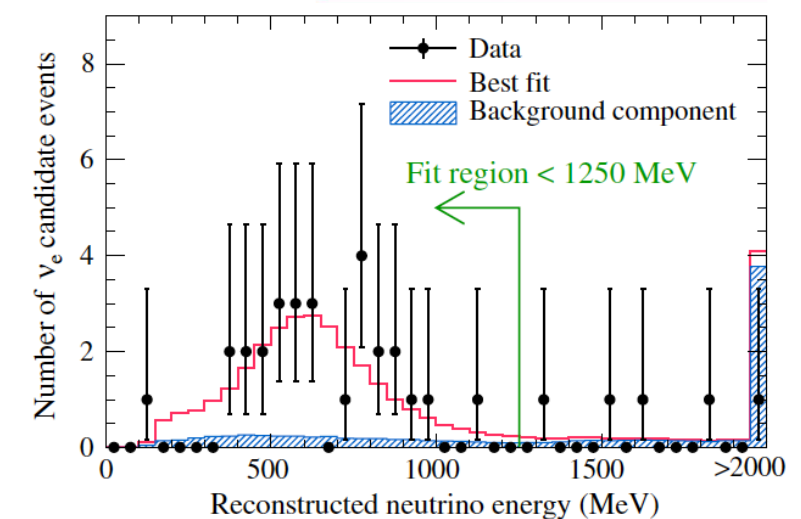 Number of νe candidate events
8
6
4
2
0
Data
Best fit
Background component
Fit region < 1250 MeV
0
500
1000
1500
>2000
Reconstructed neutrino energy (MeV)